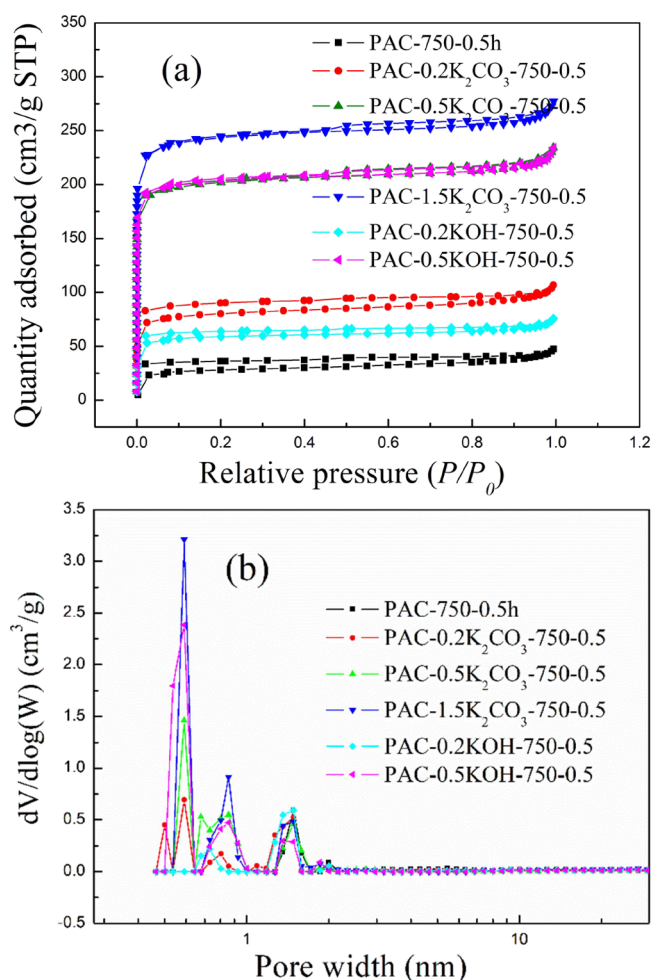 350
300
250
200
150
100
50
0
Quantity adsorbed (cm3/g STP)
(a)
PAC-750-0.5h
PAC-0.2K₂CO₃-750-0.5
PAC-0.5K₂CO₃-750-0.5
PAC-1.5K₂CO₃-750-0.5
PAC-0.2KOH-750-0.5
PAC-0.5KOH-750-0.5
0.0 0.2 0.4 0.6 0.8 1.0 1.2
Relative pressure (P/P₀)
3.5
3.0
2.5
2.0
1.5
1.0
0.5
0.0
-0.5
dV/dlog(W) (cm³/g)
(b)
PAC-750-0.5h
PAC-0.2K₂CO₃-750-0.5
PAC-0.5K₂CO₃-750-0.5
PAC-1.5K₂CO₃-750-0.5
PAC-0.2KOH-750-0.5
PAC-0.5KOH-750-0.5
1 10
Pore width (nm)